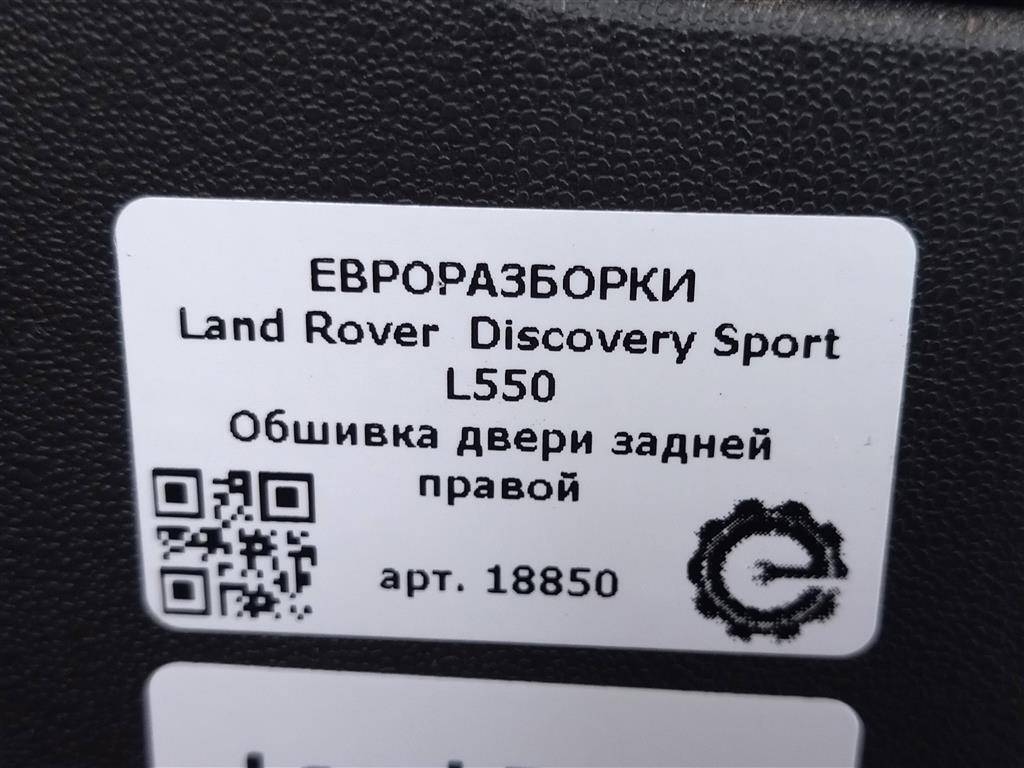 ЕВРОРАЗБОРКИ
Land Rover Discovery Sport
L550
Обшивка двери задней
правой
арт. 18850